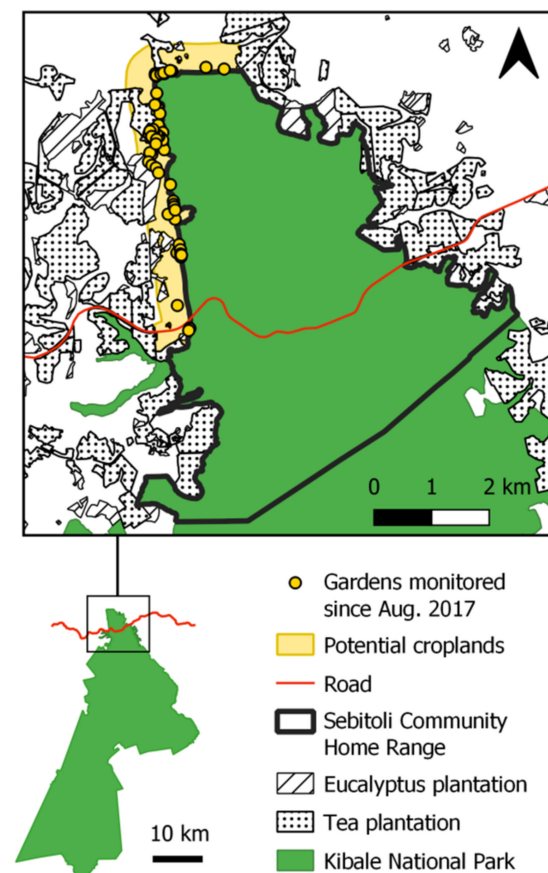 0 1 2 km
Gardens monitored
since Aug. 2017
Potential croplands
Road
Sebitoli Community
Home Range
Eucalyptus plantation
Tea plantation
10 km
Kibale National Park